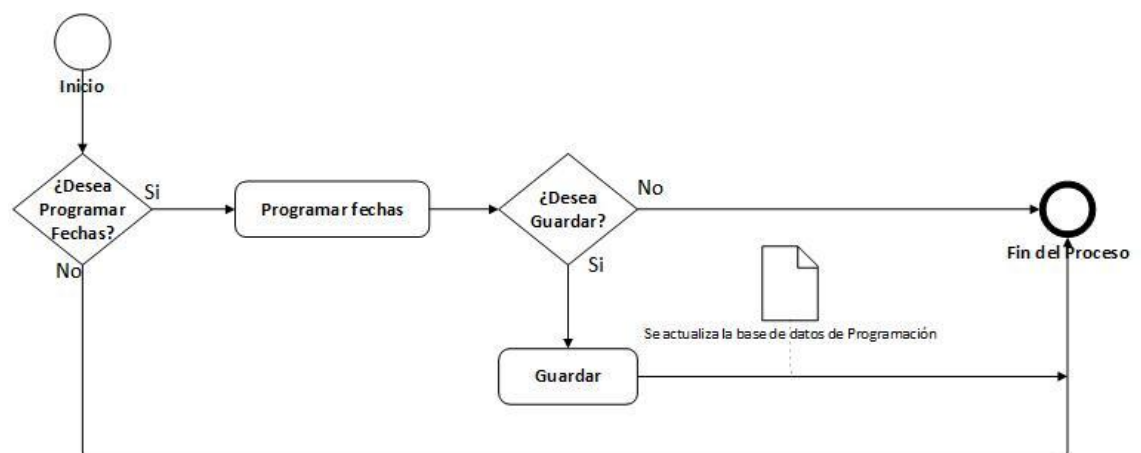 Inicio
¿Desea
Programar
Fechas?
Si
No
Programar fechas
¿Desea
Guardar?
No
Si
Fin del Proceso
Se actualiza la base de datos de Programación
Guardar